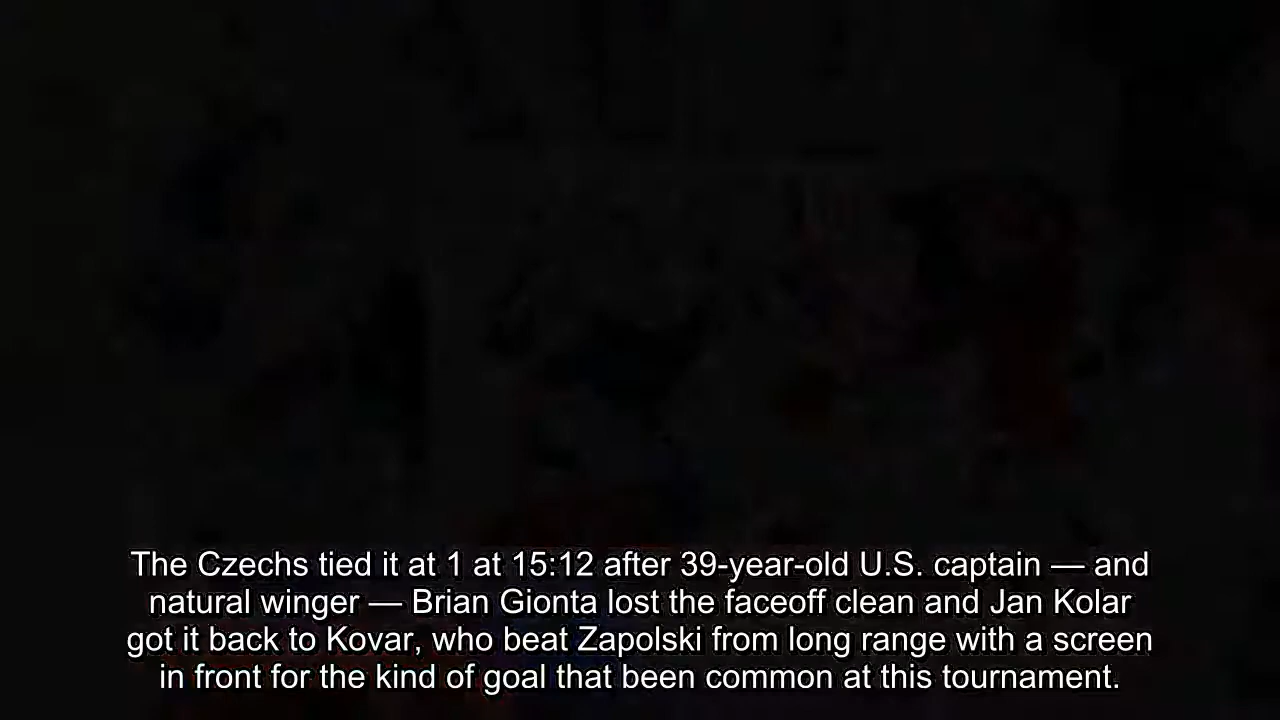 The Czechs tied it at 1 at 15:12 after 39-year-old U.S. captain — and
natural winger — Brian Gionta lost the faceoff clean and Jan Kolar
got it back to Kovar, who beat Zapolski from long range with a screen
in front for the kind of goal that been common at this tournament.